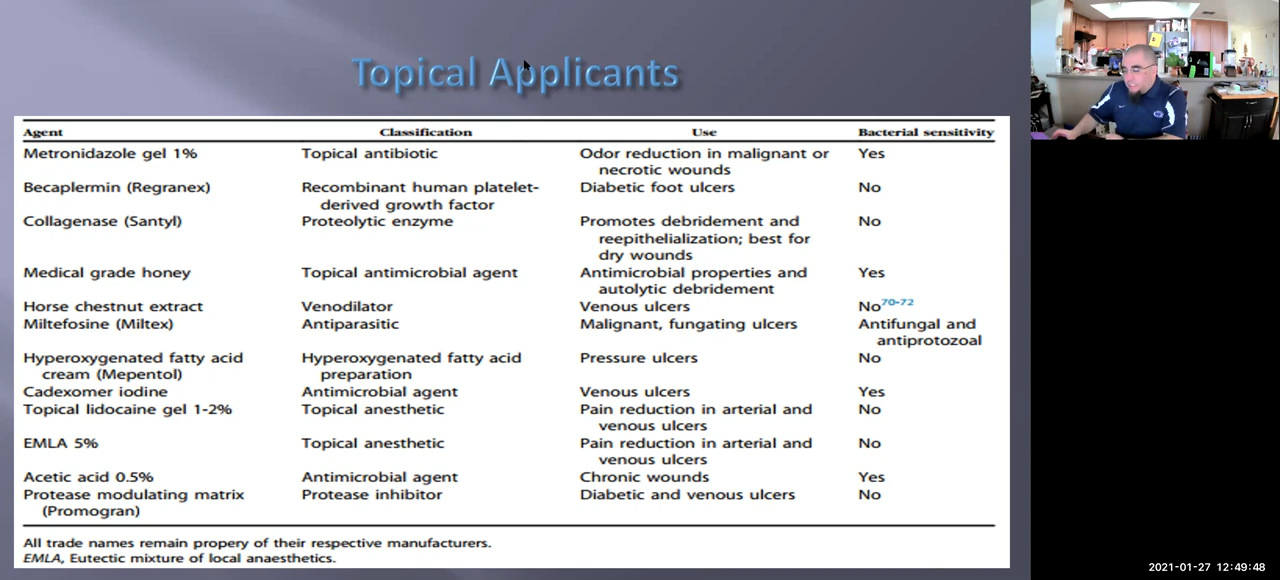 Topical Applicants
Agent Classification Use Bacterial sensitivity
Metronidazole gel 1% Topical antibiotic Odor reduction in malignant or Yes
necrotic wounds
Becaplermin (Regranex) Recombinant human platelet- Diabetic foot ulcers No
derived growth factor
Collagenase (Santyl) Proteolytic enzyme Promotes debridement and No
reepithelialization; best for
dry wounds
Medical grade honey Topical antimicrobial agent Antimicrobial properties and Yes
autolytic debridement
Horse chestnut extract Venodilator Venous ulcers No70-72
Miltefosine (Miltex) Antiparasitic Malignant, fungating ulcers Antifungal and
antiprotozoal
Hyperoxygenated fatty acid Hyperoxygenated fatty acid Pressure ulcers No
cream (Mepentol) preparation
Cadexomer iodine Antimicrobial agent Venous ulcers Yes
Topical lidocaine gel 1-2% Topical anesthetic Pain reduction in arterial and No
venous ulcers
EMLA 5% Topical anesthetic Pain reduction in arterial and No
venous ulcers
Acetic acid 0.5% Antimicrobial agent Chronic wounds Yes
Protease modulating matrix Protease inhibitor Diabetic and venous ulcers No
(Promogran)
All trade names remain propery of their respective manufacturers.
EMLA, Eutectic mixture of local anaesthetics.
2021-01-27 12:49:48